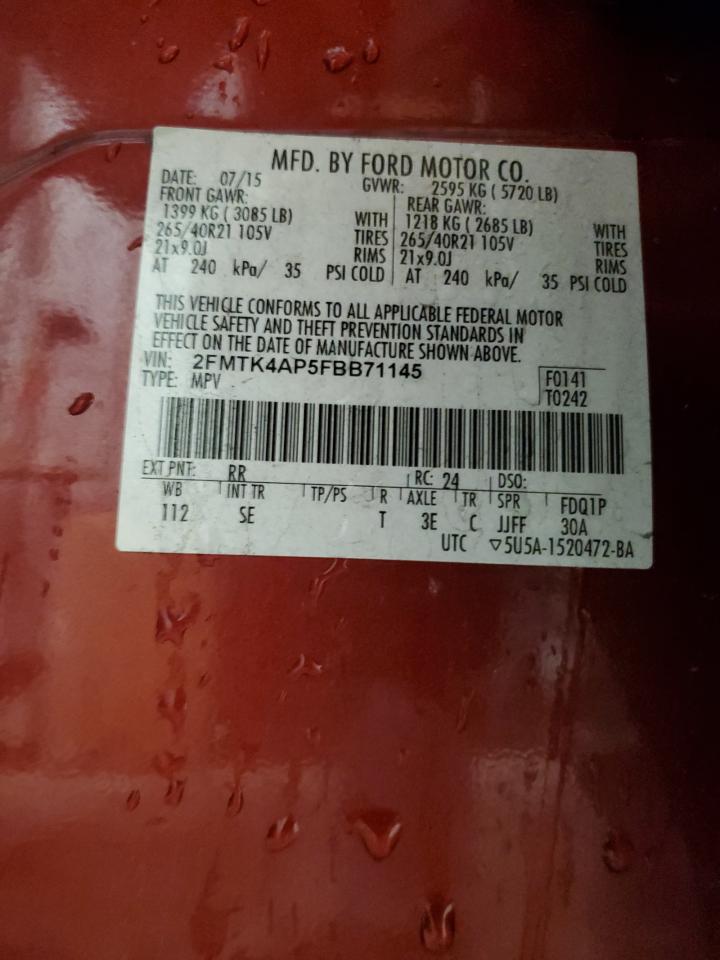 MFD. BY FORD MOTOR CO.
DATE: 07/15 GVWR: 2595 KG ( 5720 LB)
FRONT GAWR: REAR GAWR:
1399 KG ( 3085 LB) WITH 1218 KG ( 2685 LB) WITH
265/40R21 105V TIRES 265/40R21 105V TIRES
21x9.0J RIMS 21x9.0J RIMS
AT 240 kPa/ 35 PSI COLD AT 240 kPa/ 35 PSI COLD
THIS VEHICLE CONFORMS TO ALL APPLICABLE FEDERAL MOTOR
VEHICLE SAFETY AND THEFT PREVENTION STANDARDS IN
EFFECT ON THE DATE OF MANUFACTURE SHOWN ABOVE.
VIN: 2FMTK4AP5FBB71145
TYPE: MPV
F0141
T0242
EXT PNT: RR RC: 24 DSO:
WB INT TR TP/PS R AXLE TR SPR FDQ1P
112 SE T 3E C JJFF 30A
UTC ▽5U5A-1520472-BA